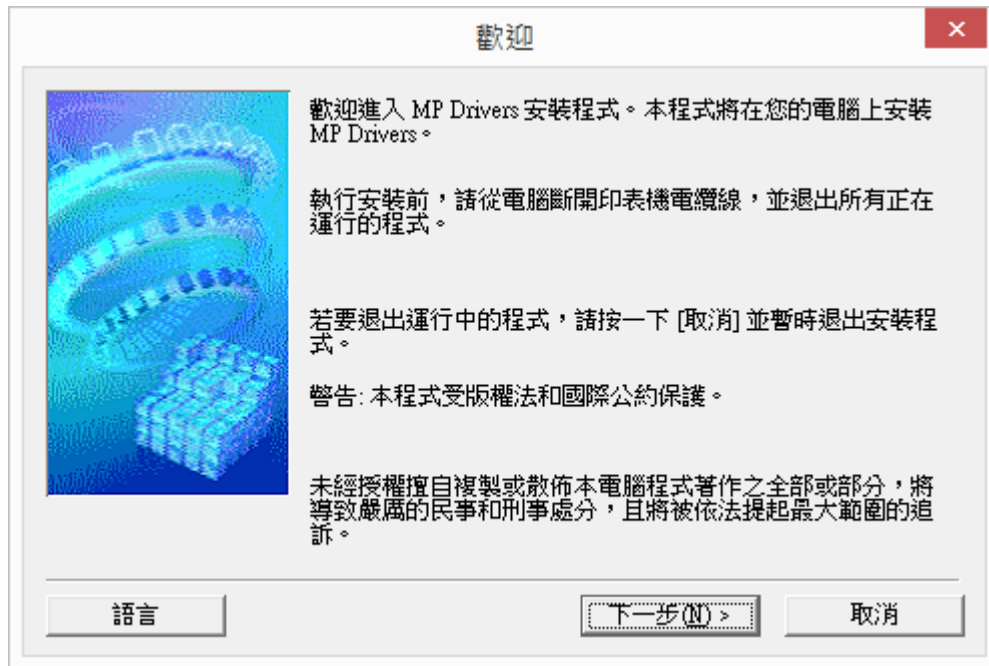 歡迎
歡迎進入 MP Drivers 安裝程式。本程式將在您的電腦上安裝
MP Drivers。
執行安裝前，請從電腦斷開印表機電纜線，並退出所有正在
運行的程式。
若要退出運行中的程式，請按一下 [取消] 並暫時退出安裝程
式。
警告: 本程式受版權法和國際公約保護。
未經授權擅自複製或散佈本電腦程式著作之全部或部分，將
導致嚴厲的民事和刑事處分，且將被依法提起最大範圍的追
訴。
語言
下一步(N) >
取消